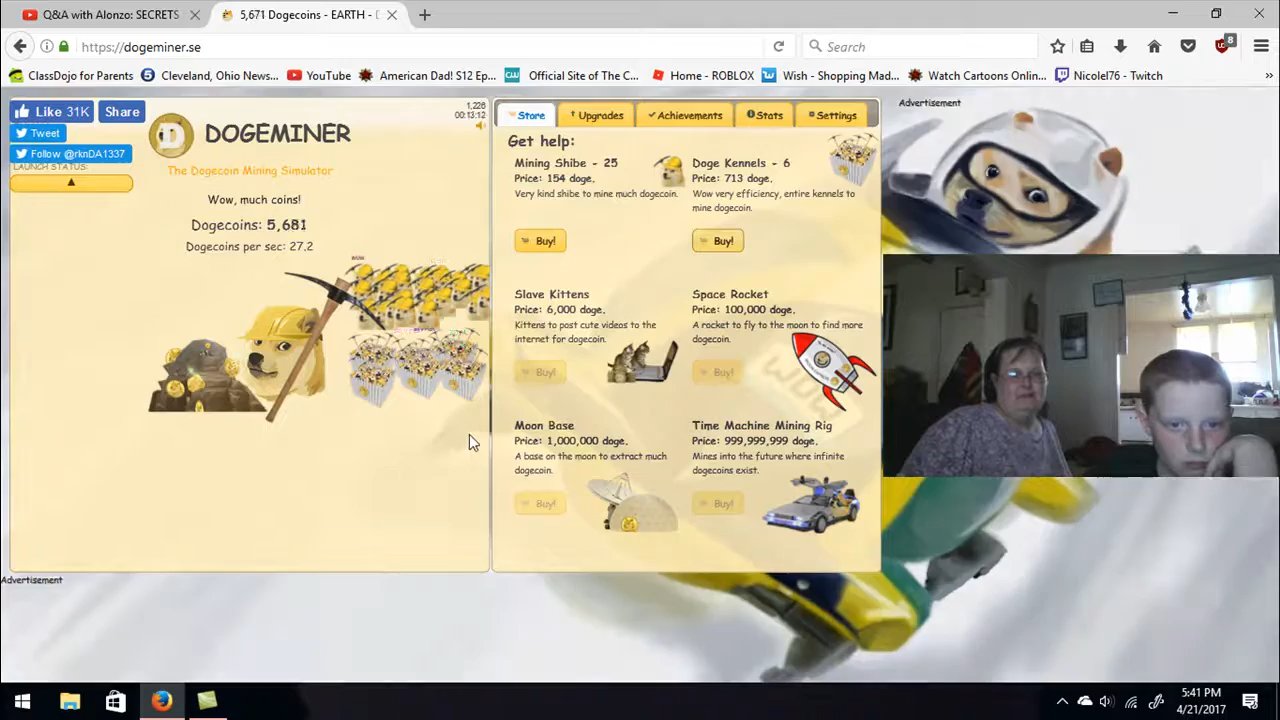 Q&A with Alonzo: SECRETS
5,671 Dogecoins - EARTH - D
https://dogeminer.se
Search
8
ClassDojo for Parents
Cleveland, Ohio News...
YouTube
American Dad! S12 Ep...
Official Site of The C...
Home - ROBLOX
Wish - Shopping Mad...
Watch Cartoons Onlin...
Nicolel76 - Twitch
Like 31K
Share
Tweet
Follow @rknDA1337
LAUNCH STATUS:
1,226
00:13:12
DOGEMINER
The Dogecoin Mining Simulator
Wow, much coins!
Dogecoins: 5,681
Dogecoins per sec: 27.2
Store
Upgrades
Achievements
Stats
Settings
Get help:
Mining Shibe - 25
Price: 154 doge.
Very kind shibe to mine much dogecoin.
Buy!
Doge Kennels - 6
Price: 713 doge.
Wow very efficiency, entire kennels to
mine dogecoin.
Buy!
Slave Kittens
Price: 6,000 doge.
Kittens to post cute videos to the
internet for dogecoin.
Buy!
Space Rocket
Price: 100,000 doge.
A rocket to fly to the moon to find more
dogecoin.
Buy!
WOW
Moon Base
Price: 1,000,000 doge.
A base on the moon to extract much
dogecoin.
Buy!
Time Machine Mining Rig
Price: 999,999,999 doge.
Mines into the future where infinite
dogecoins exist.
Buy!
Advertisement
Advertisement
5:41 PM
4/21/2017